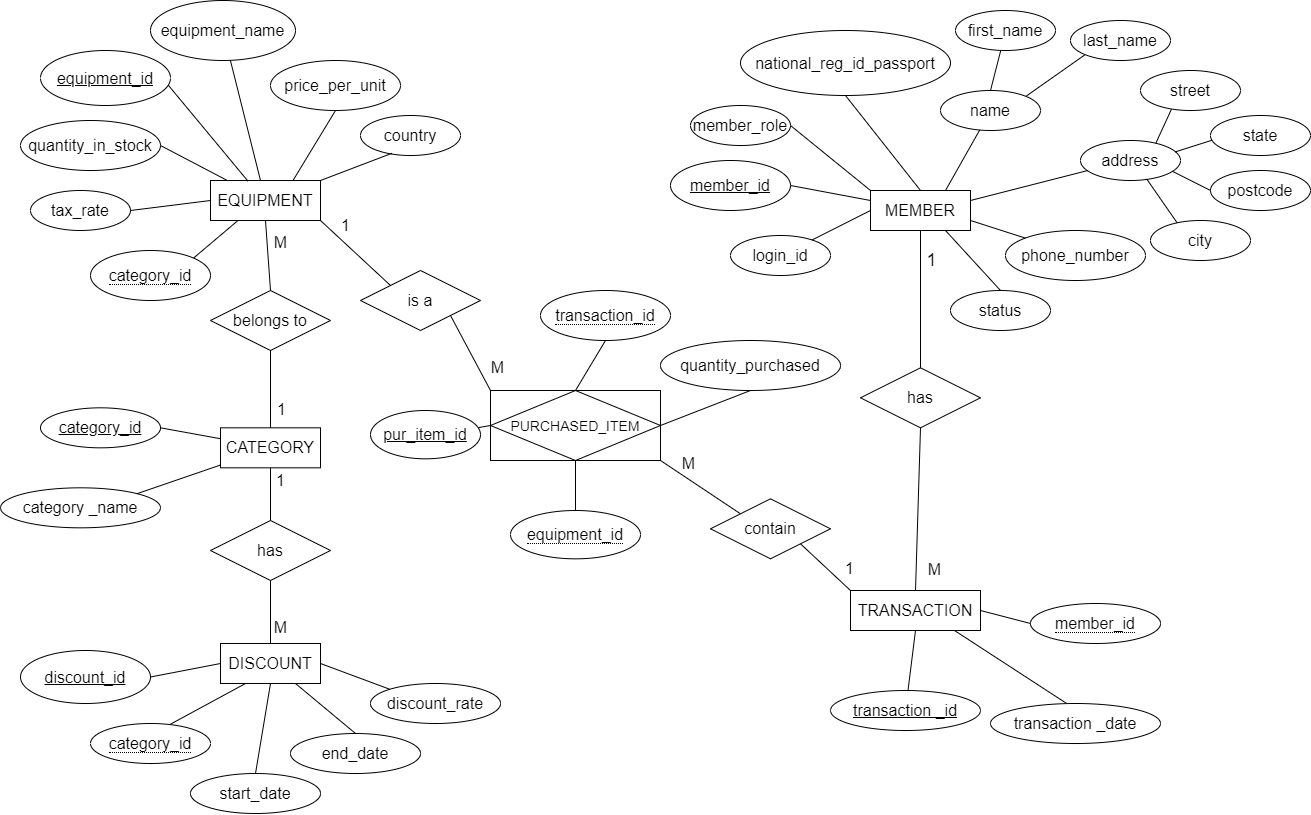 equipment_name
equipment_id
price_per_unit
quantity_in_stock
country
tax_rate
EQUIPMENT
category_id
M
1
belongs to
is a
1
M
category_id
CATEGORY
category _name
1
has
M
discount_id
DISCOUNT
discount_rate
category_id
end_date
start_date
transaction_id
quantity_purchased
pur_item_id
PURCHASED_ITEM
equipment_id
M
contain
1
first_name
last_name
national_reg_id_passport
name
street
member_role
state
address
member_id
postcode
MEMBER
login_id
city
phone_number
status
1
has
M
TRANSACTION
member_id
transaction _id
transaction _date